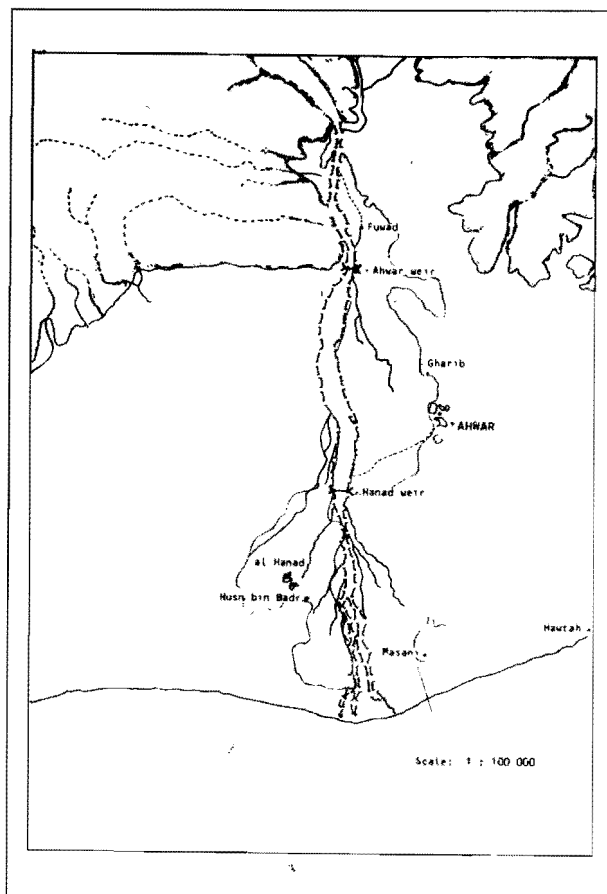 Fuwad
Ahwar weir
Gharib
AHWAR
Hanad weir
al Hanad
Husn bin Badr
Hawtah
Masani
Scale: 1 : 100 000